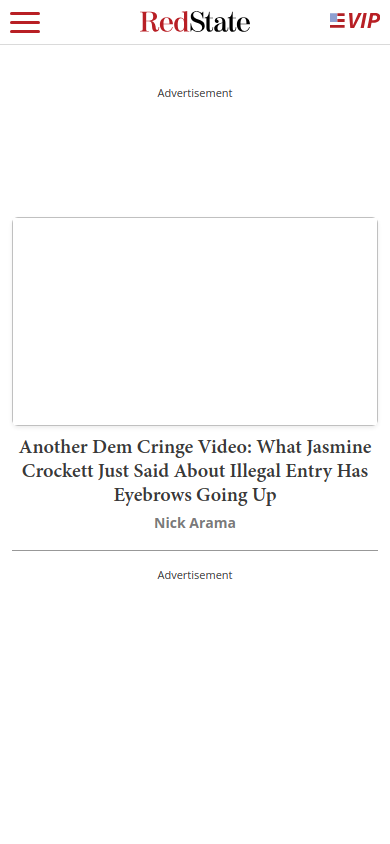 RedState
VIP
Advertisement
Another Dem Cringe Video: What Jasmine
Crockett Just Said About Illegal Entry Has
Eyebrows Going Up
Nick Arama
Advertisement